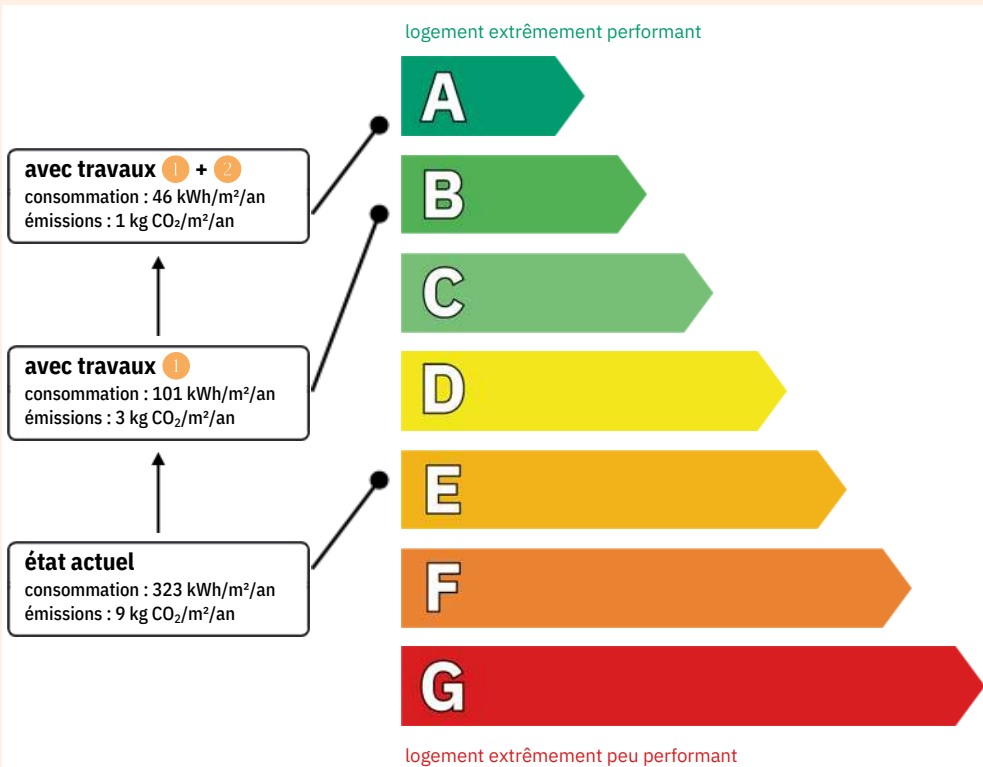 logement extrêmement performant
A
B
C
D
E
F
G
logement extrêmement peu performant
avec travaux 1 + 2
consommation : 46 kWh/m²/an
émissions : 1 kg CO₂/m²/an
avec travaux 1
consommation : 101 kWh/m²/an
émissions : 3 kg CO₂/m²/an
état actuel
consommation : 323 kWh/m²/an
émissions : 9 kg CO₂/m²/an